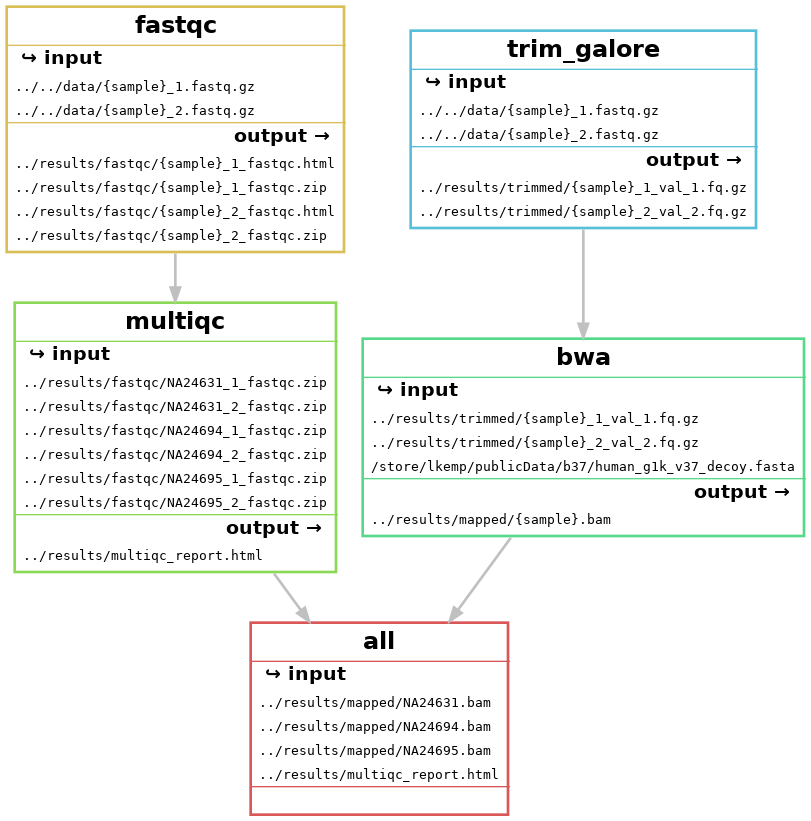 fastqc
↪ input
../../data/{sample}_1.fastq.gz
../../data/{sample}_2.fastq.gz
output →
../results/fastqc/{sample}_1_fastqc.html
../results/fastqc/{sample}_1_fastqc.zip
../results/fastqc/{sample}_2_fastqc.html
../results/fastqc/{sample}_2_fastqc.zip
trim_galore
↪ input
../../data/{sample}_1.fastq.gz
../../data/{sample}_2.fastq.gz
output →
../results/trimmed/{sample}_1_val_1.fq.gz
../results/trimmed/{sample}_2_val_2.fq.gz
multiqc
↪ input
../results/fastqc/NA24631_1_fastqc.zip
../results/fastqc/NA24631_2_fastqc.zip
../results/fastqc/NA24694_1_fastqc.zip
../results/fastqc/NA24694_2_fastqc.zip
../results/fastqc/NA24695_1_fastqc.zip
../results/fastqc/NA24695_2_fastqc.zip
output →
../results/multiqc_report.html
bwa
↪ input
../results/trimmed/{sample}_1_val_1.fq.gz
../results/trimmed/{sample}_2_val_2.fq.gz
/store/lkemp/publicData/b37/human_g1k_v37_decoy.fasta
output →
../results/mapped/{sample}.bam
all
↪ input
../results/mapped/NA24631.bam
../results/mapped/NA24694.bam
../results/mapped/NA24695.bam
../results/multiqc_report.html